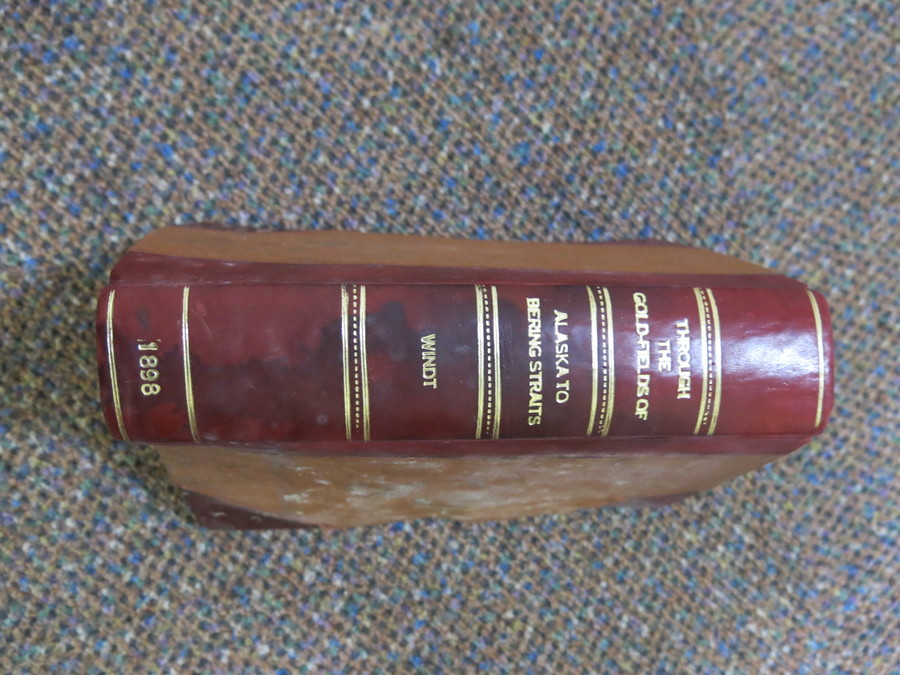 THROUGH
THE
GOLD-FIELDS OF
ALASKA TO
BERING STRAITS
WINDT
1898